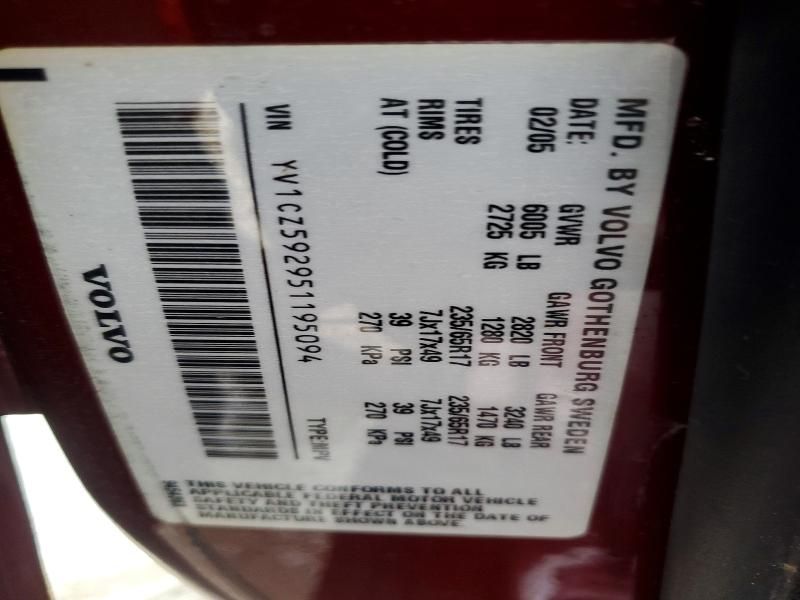 MFD. BY VOLVO GOTHENBURG SWEDEN
DATE: GVWR GAWR FRONT GAWR REAR
02/05 6005 LB 2820 LB 3240 LB
2725 KG 1280 KG 1470 KG
TIRES 235/65R17 235/65R17
RIMS 7Jx17x49 7Jx17x49
AT (COLD) 39 PSI 39 PSI
270 KPa 270 KPa
THIS VEHICLE CONFORMS TO ALL
APPLICABLE FEDERAL MOTOR VEHICLE
SAFETY AND THEFT PREVENTION
STANDARDS IN EFFECT ON THE DATE OF
MANUFACTURE SHOWN ABOVE.
VIN YV1CZ592951195094 TYPE:MPV
VOLVO